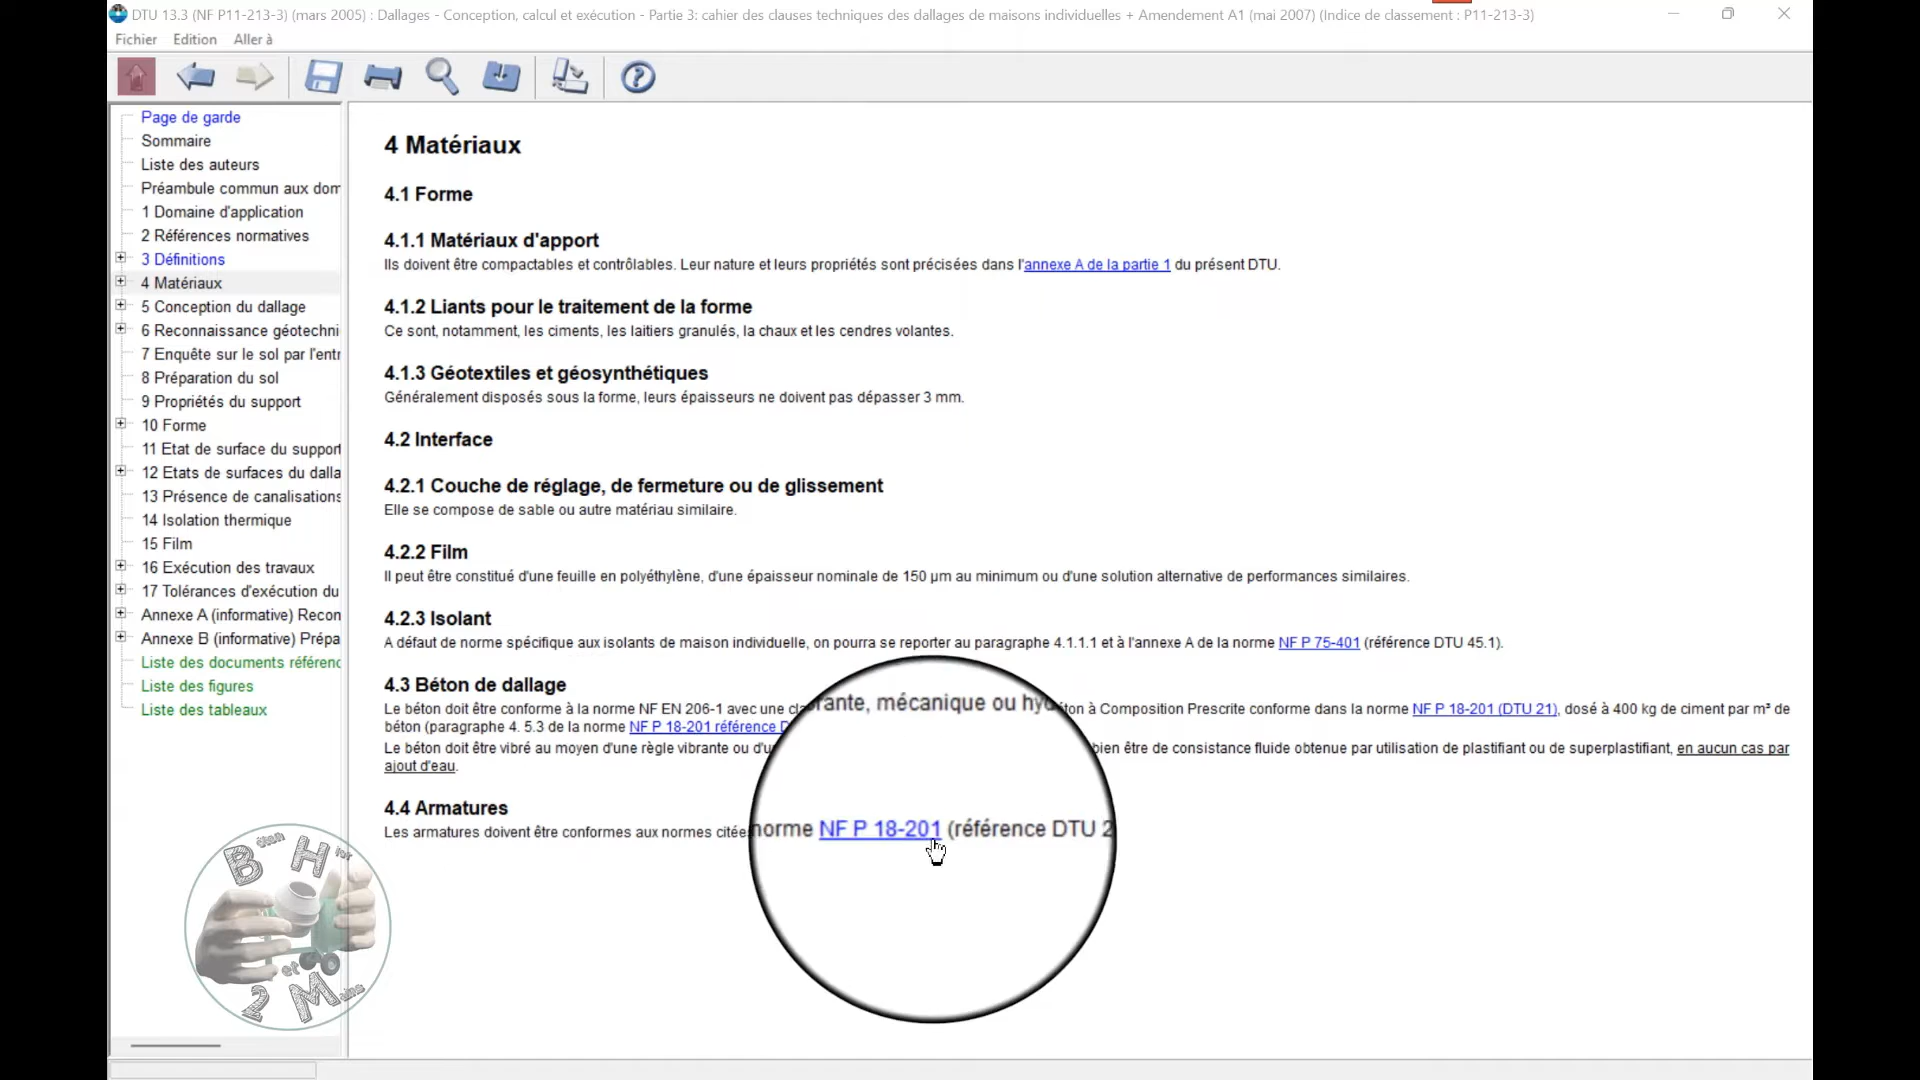 DTU 13.3 (NF P11-213-3) (mars 2005) : Dallages - Conception, calcul et exécution - Partie 3: cahier des clauses techniques des dallages de maisons individuelles + Amendement A1 (mai 2007) (Indice de classement : P11-213-3)
Fichier Edition Aller à
Page de garde
Sommaire
Liste des auteurs
Préambule commun aux dom
1 Domaine d'application
2 Références normatives
3 Définitions
4 Matériaux
5 Conception du dallage
6 Reconnaissance géotechni
7 Enquête sur le sol par l'entr
8 Préparation du sol
9 Propriétés du support
10 Forme
11 Etat de surface du support
12 Etats de surfaces du dalla
13 Présence de canalisations
14 Isolation thermique
15 Film
16 Exécution des travaux
17 Tolérances d'exécution du
Annexe A (informative) Recon
Annexe B (informative) Prépa
Liste des documents référenc
Liste des figures
Liste des tableaux
4 Matériaux
4.1 Forme
4.1.1 Matériaux d'apport
Ils doivent être compactables et contrôlables. Leur nature et leurs propriétés sont précisées dans l'annexe A de la partie 1 du présent DTU.
4.1.2 Liants pour le traitement de la forme
Ce sont, notamment, les ciments, les laitiers granulés, la chaux et les cendres volantes.
4.1.3 Géotextiles et géosynthétiques
Généralement disposés sous la forme, leurs épaisseurs ne doivent pas dépasser 3 mm.
4.2 Interface
4.2.1 Couche de réglage, de fermeture ou de glissement
Elle se compose de sable ou autre matériau similaire.
4.2.2 Film
Il peut être constitué d'une feuille en polyéthylène, d'une épaisseur nominale de 150 µm au minimum ou d'une solution alternative de performances similaires.
4.2.3 Isolant
A défaut de norme spécifique aux isolants de maison individuelle, on pourra se reporter au paragraphe 4.1.1.1 et à l'annexe A de la norme NF P 75-401 (référence DTU 45.1).
4.3 Béton de dallage
Le béton doit être conforme à la norme NF EN 206-1 avec une à Composition Prescrite conforme dans la norme NF P 18-201 (DTU 21), dosé à 400 kg de ciment par m³ de
béton (paragraphe 4. 5.3 de la norme NF P 18-201 référence
rante, mécanique ou
Le béton doit être vibré au moyen d'une règle vibrante ou bien être de consistance fluide obtenue par utilisation de plastifiant ou de superplastifiant, en aucun cas par
ajout d'eau.
4.4 Armatures
Les armatures doivent être conformes aux normes citée norme NF P 18-201 (référence DTU 2
Béton H for
et
2 Mains